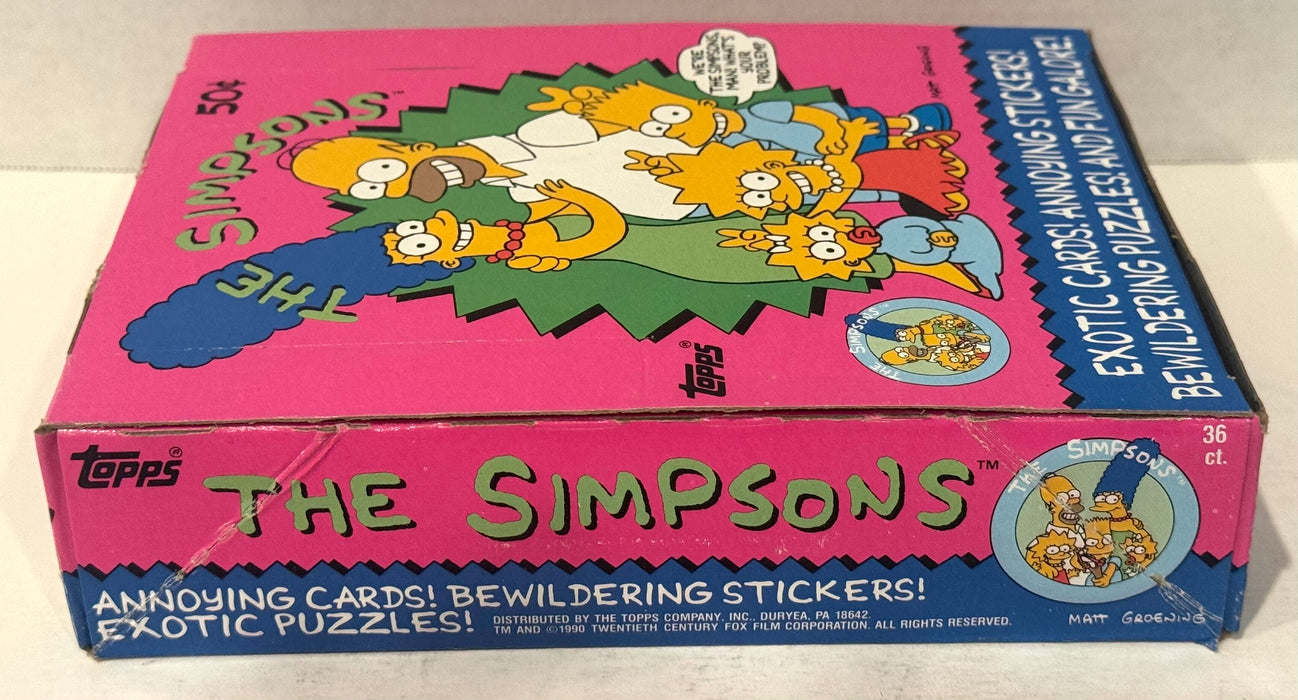 50¢
THE SIMPSONS™
WE'RE
THE SIMPSONS,
MAN! WHAT'S
YOUR
PROBLEM?
MATT GROENING
THE SIMPSONS™
TOPPS®
EXOTIC CARDS! ANNOYING STICKERS!
BEWILDERING PUZZLES! AND FUN GALORE!
TOPPS®
THE SIMPSONS™
THE SIMPSONS™
36
ct.
ANNOYING CARDS! BEWILDERING STICKERS!
EXOTIC PUZZLES!
DISTRIBUTED BY THE TOPPS COMPANY, INC., DURYEA, PA 18642.
TM AND ©1990 TWENTIETH CENTURY FOX FILM CORPORATION. ALL RIGHTS RESERVED.
MATT GROENING